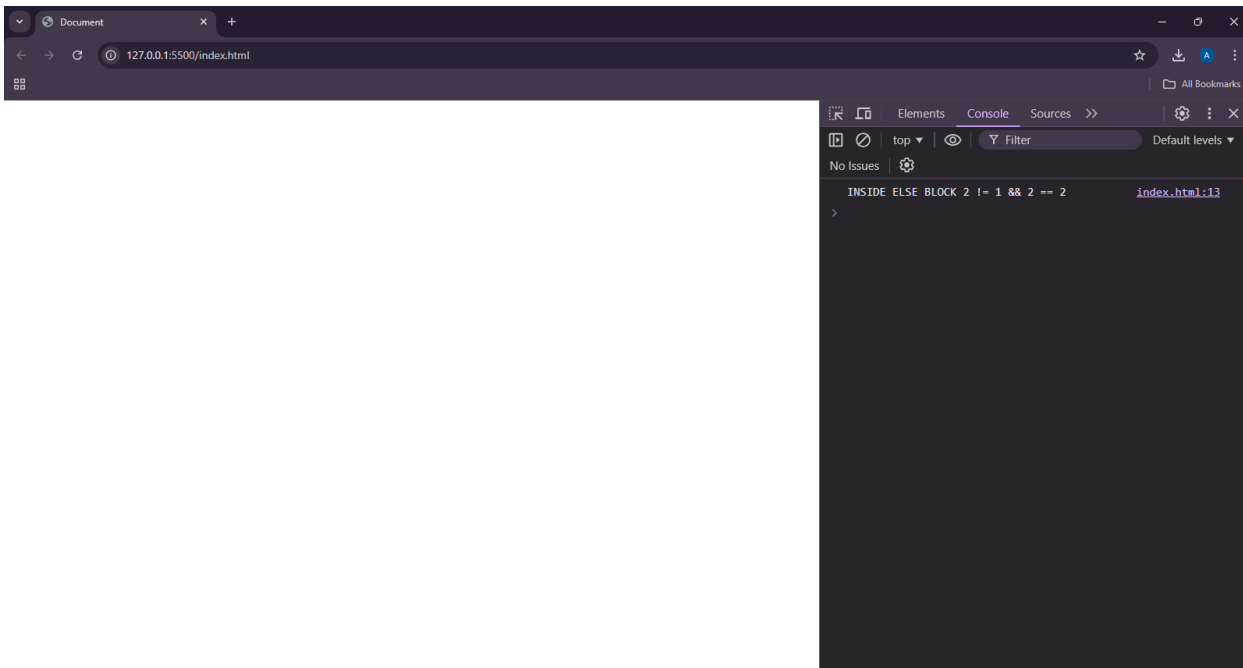 Document
127.0.0.1:5500/index.html
A
All Bookmarks
Elements Console Sources
top Filter Default levels
No Issues
INSIDE ELSE BLOCK 2 != 1 && 2 == 2 index.html:13